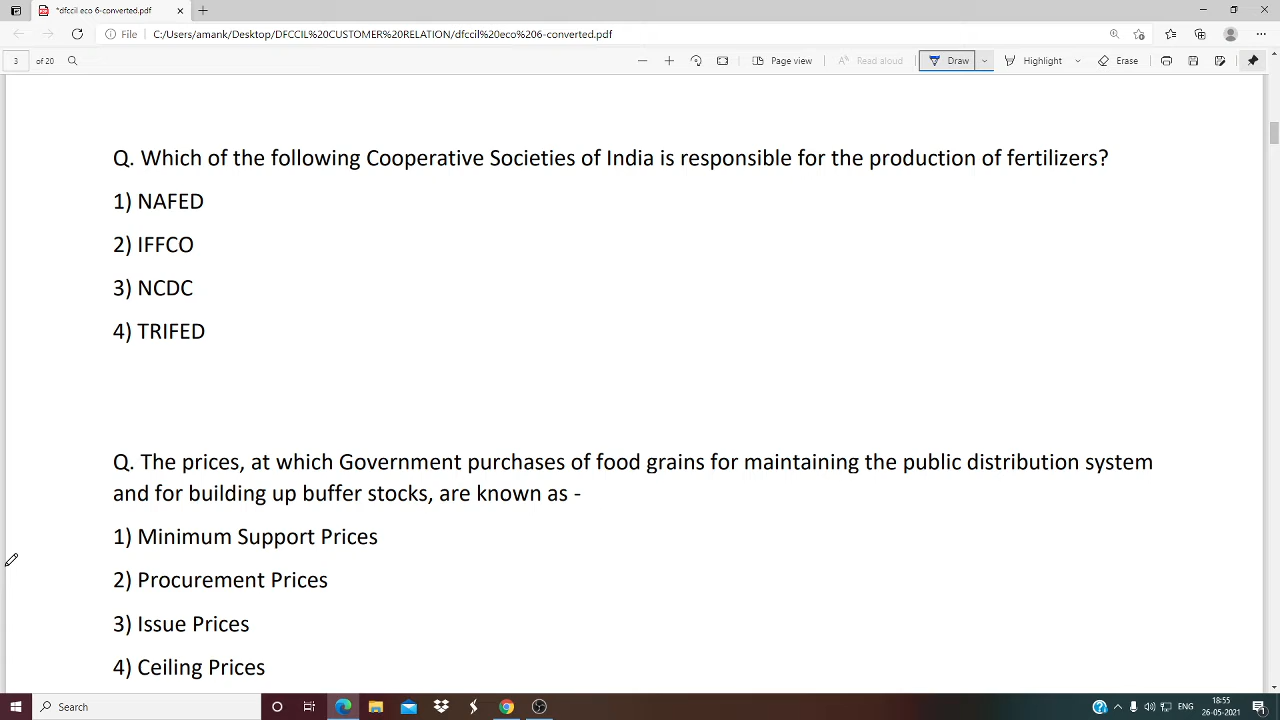 *dfccil eco 6-converted.pdf
File C:/Users/amank/Desktop/DFCCIL%20CUSTOMER%20RELATION/dfccil%20eco%206-converted.pdf
3 of 20 Page view Read aloud Draw Highlight Erase
Q. Which of the following Cooperative Societies of India is responsible for the production of fertilizers?
1) NAFED
2) IFFCO
3) NCDC
4) TRIFED
Q. The prices, at which Government purchases of food grains for maintaining the public distribution system
and for building up buffer stocks, are known as -
1) Minimum Support Prices
2) Procurement Prices
3) Issue Prices
4) Ceiling Prices
Search ENG 18:55
26-05-2021